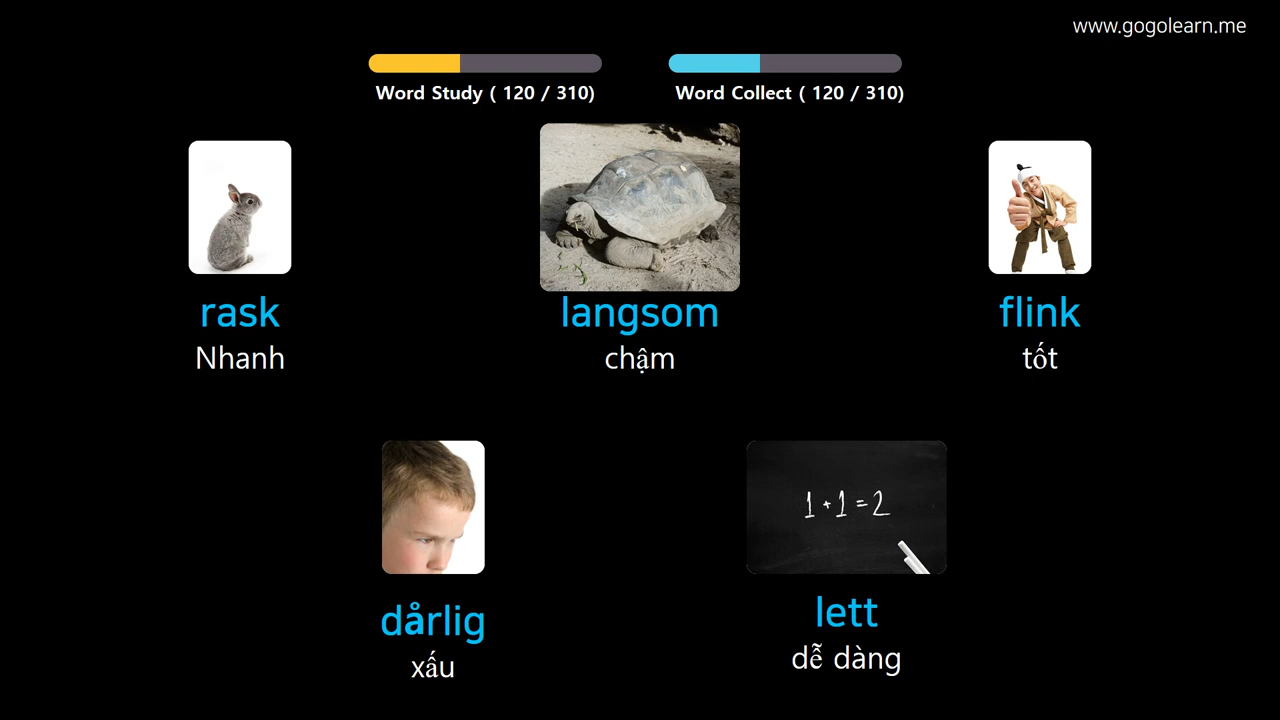 www.gogolearn.me
Word Study ( 120 / 310)
Word Collect ( 120 / 310)
rask
Nhanh
langsom
chậm
flink
tốt
1 + 1 = 2
dårlig
xấu
lett
dễ dàng